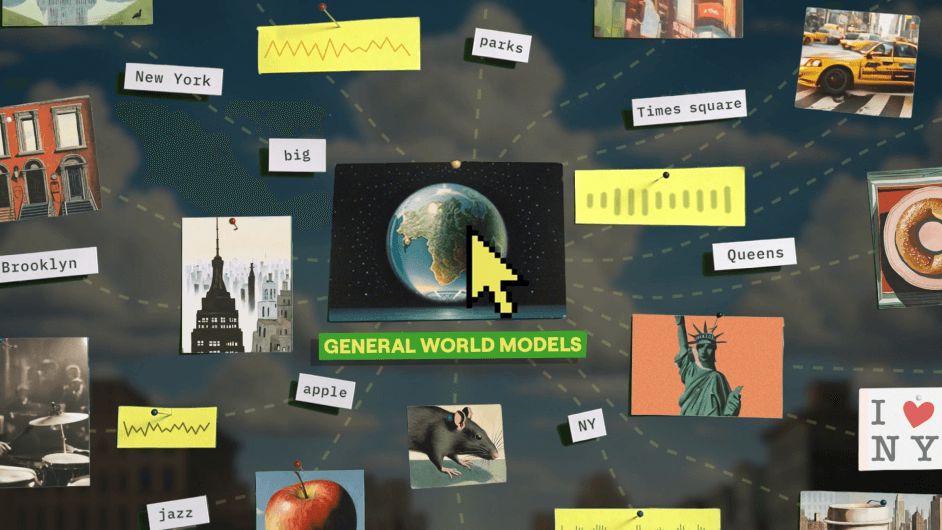 parks
New York
Times square
big
Queens
Brooklyn
GENERAL WORLD MODELS
apple
NY
I ❤ NY
jazz